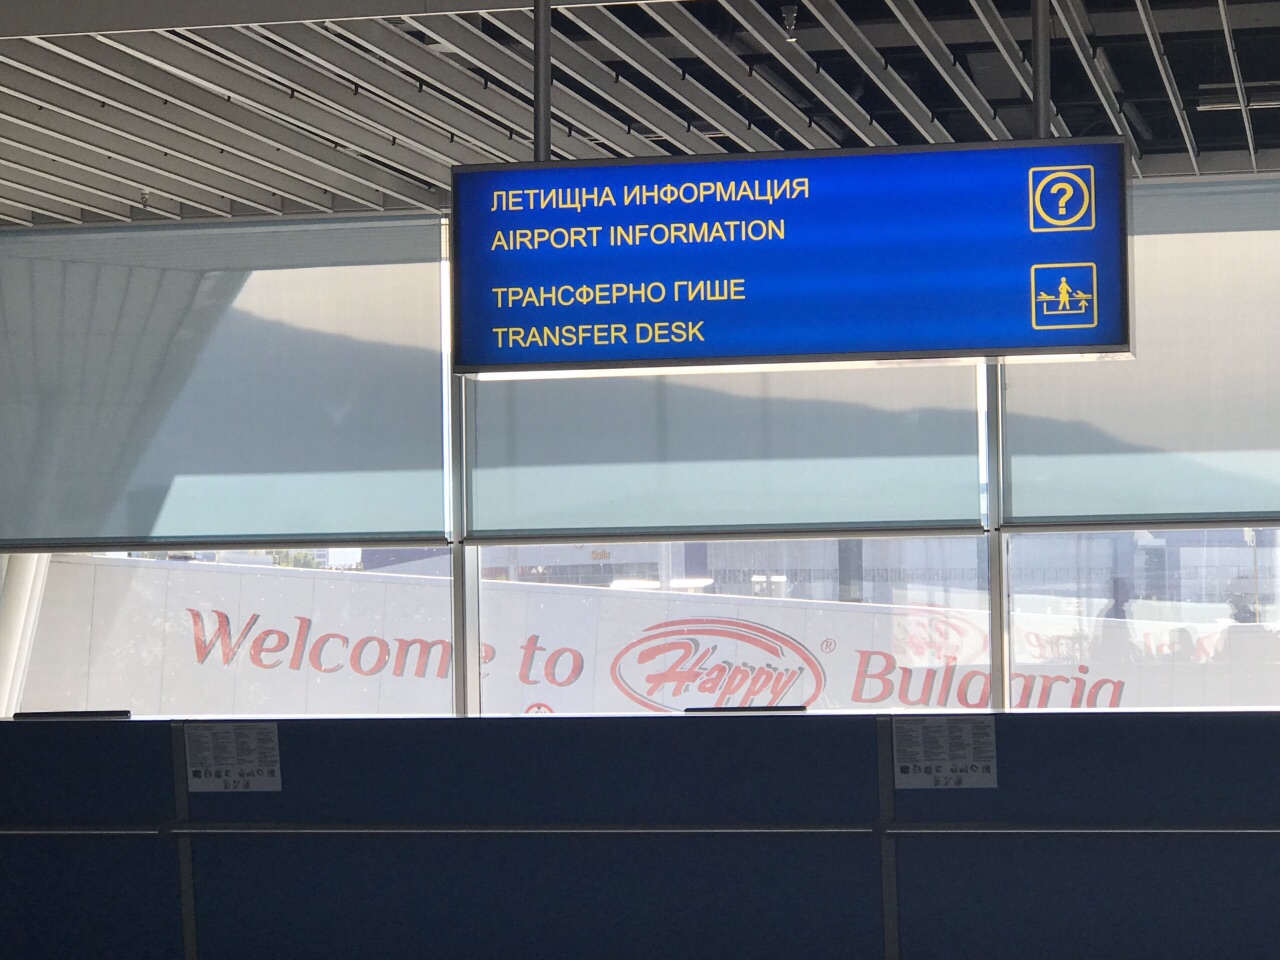 ЛЕТИЩНА ИНФОРМАЦИЯ
AIRPORT INFORMATION
ТРАНСФЕРНО ГИШЕ
TRANSFER DESK
Welcome to Happy® Bulgaria